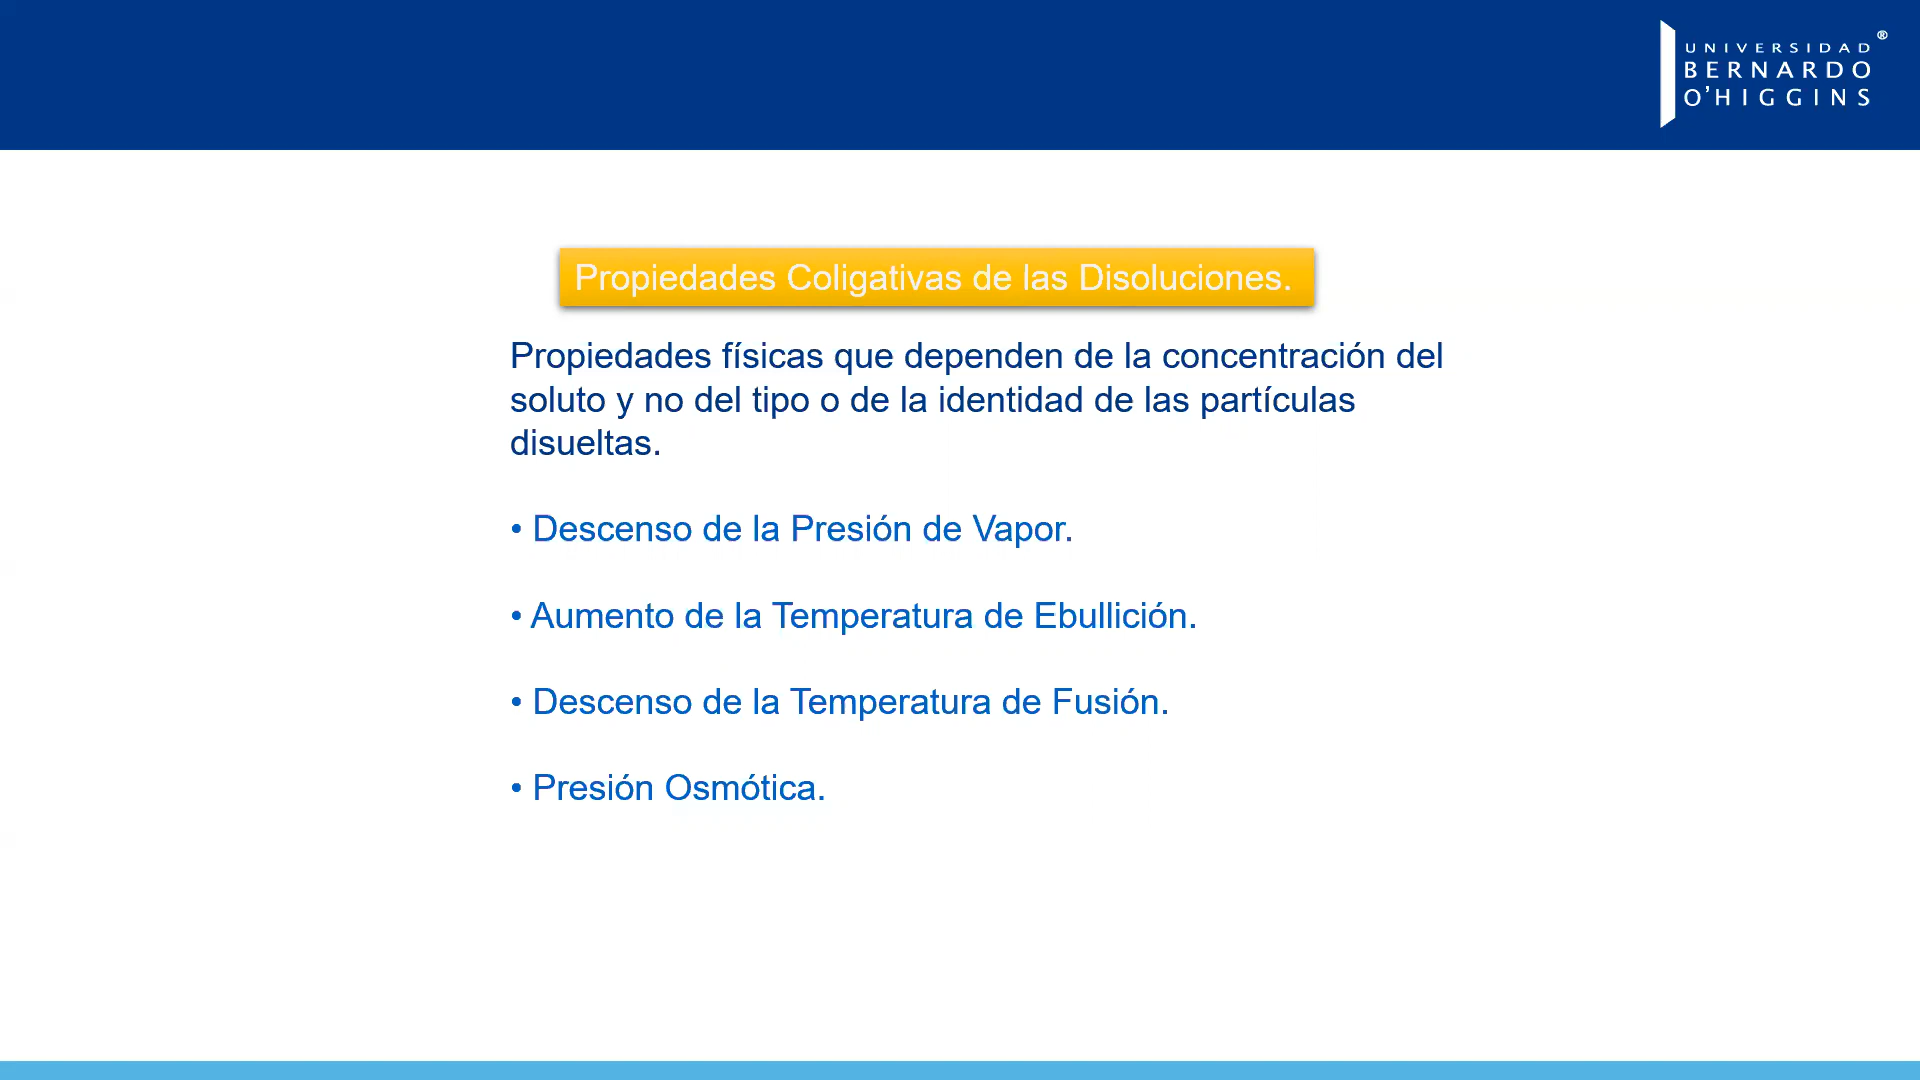 UNIVERSIDAD ®
BERNARDO
O'HIGGINS
Propiedades Coligativas de las Disoluciones.
Propiedades físicas que dependen de la concentración del
soluto y no del tipo o de la identidad de las partículas
disueltas.
• Descenso de la Presión de Vapor.
• Aumento de la Temperatura de Ebullición.
• Descenso de la Temperatura de Fusión.
• Presión Osmótica.